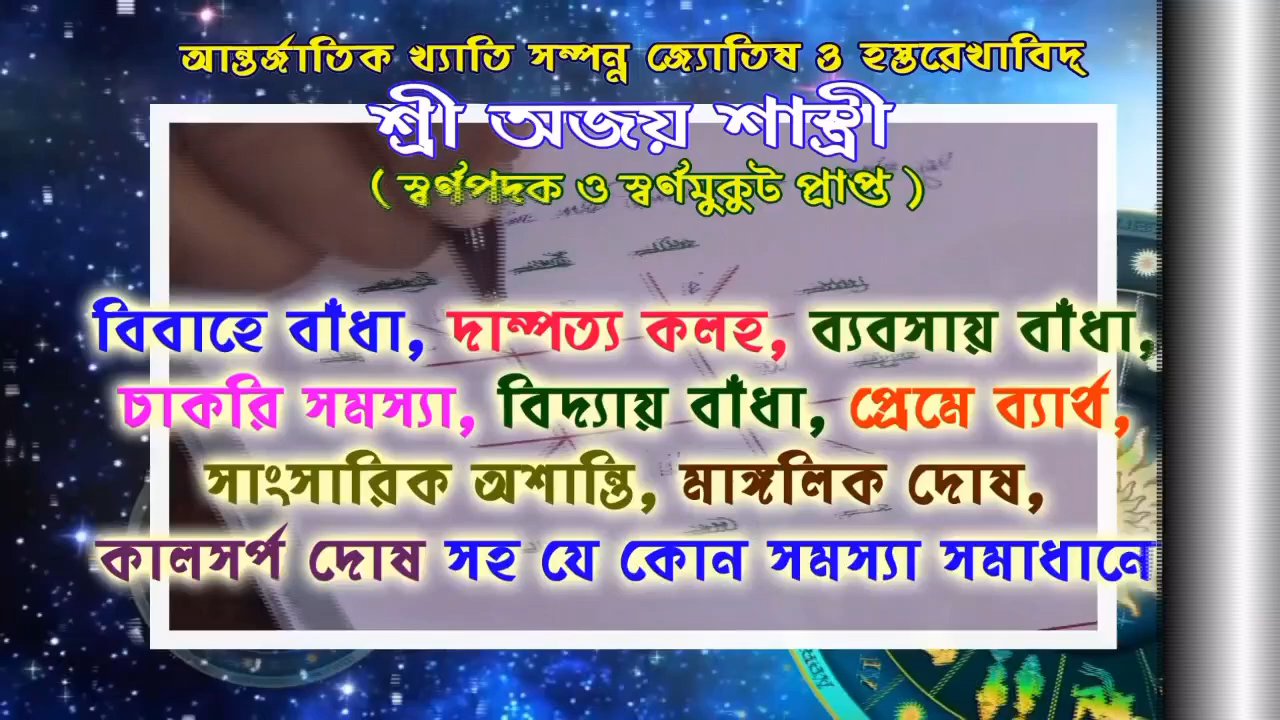 আন্তর্জাতিক খ্যাতি সম্পন্ন জ্যোতিষ ও হস্তরেখাবিদ্
শ্রী অজয় শাস্ত্রী
( স্বর্ণপদক ও স্বর্ণমুকুট প্রাপ্ত )
বিবাহে বাঁধা, দাম্পত্য কলহ, ব্যবসায় বাঁধা,
চাকরি সমস্যা, বিদ্যায় বাঁধা, প্রেমে ব্যার্থ,
সাংসারিক অশান্তি, মাঙ্গলিক দোষ,
কালসর্প দোষ সহ যে কোন সমস্যা সমাধানে